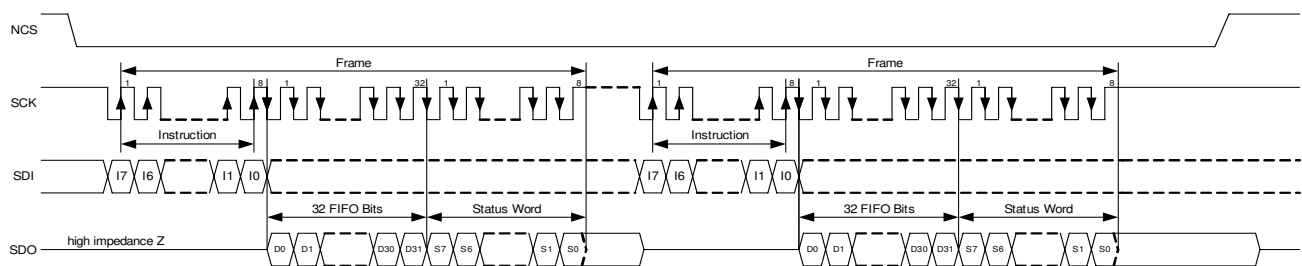 NCS
Frame Frame
1 8 1 32 1 8 1 8 1 32 1 8
SCK
Instruction Instruction
SDI I7 I6 I1 I0 I7 I6 I1 I0
32 FIFO Bits Status Word 32 FIFO Bits Status Word
high impedance Z
SDO D0 D1 D30 D31 S7 S6 S1 S0 D0 D1 D30 D31 S7 S6 S1 S0